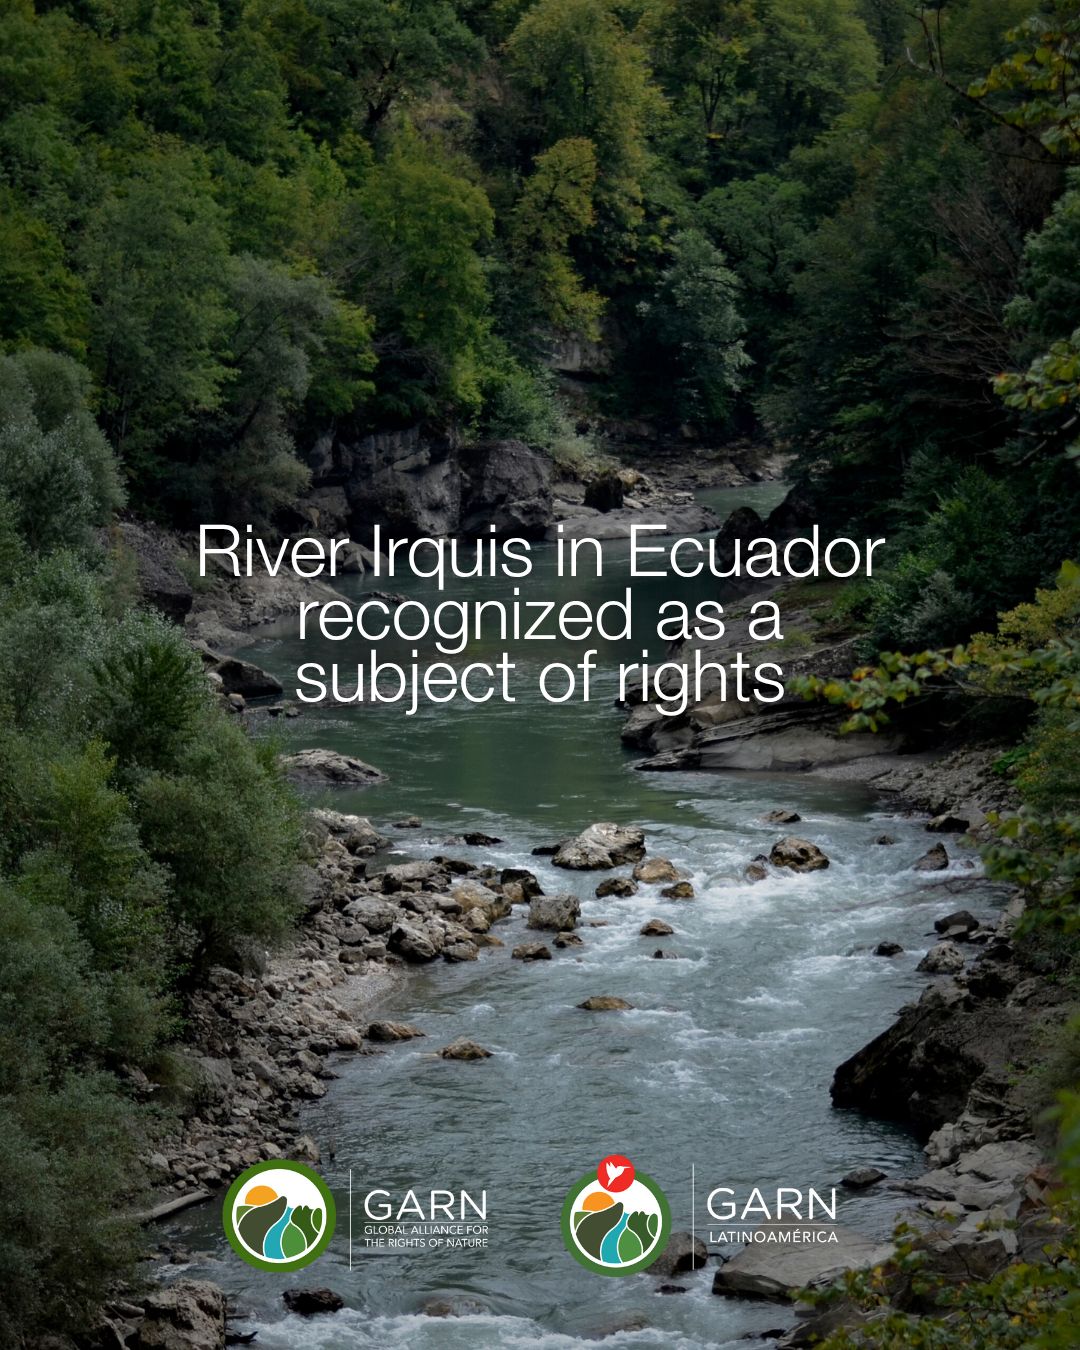 River Irquis in Ecuador
recognized as a
subject of rights
GARN
GLOBAL ALLIANCE FOR
THE RIGHTS OF NATURE
GARN
LATINOAMÉRICA